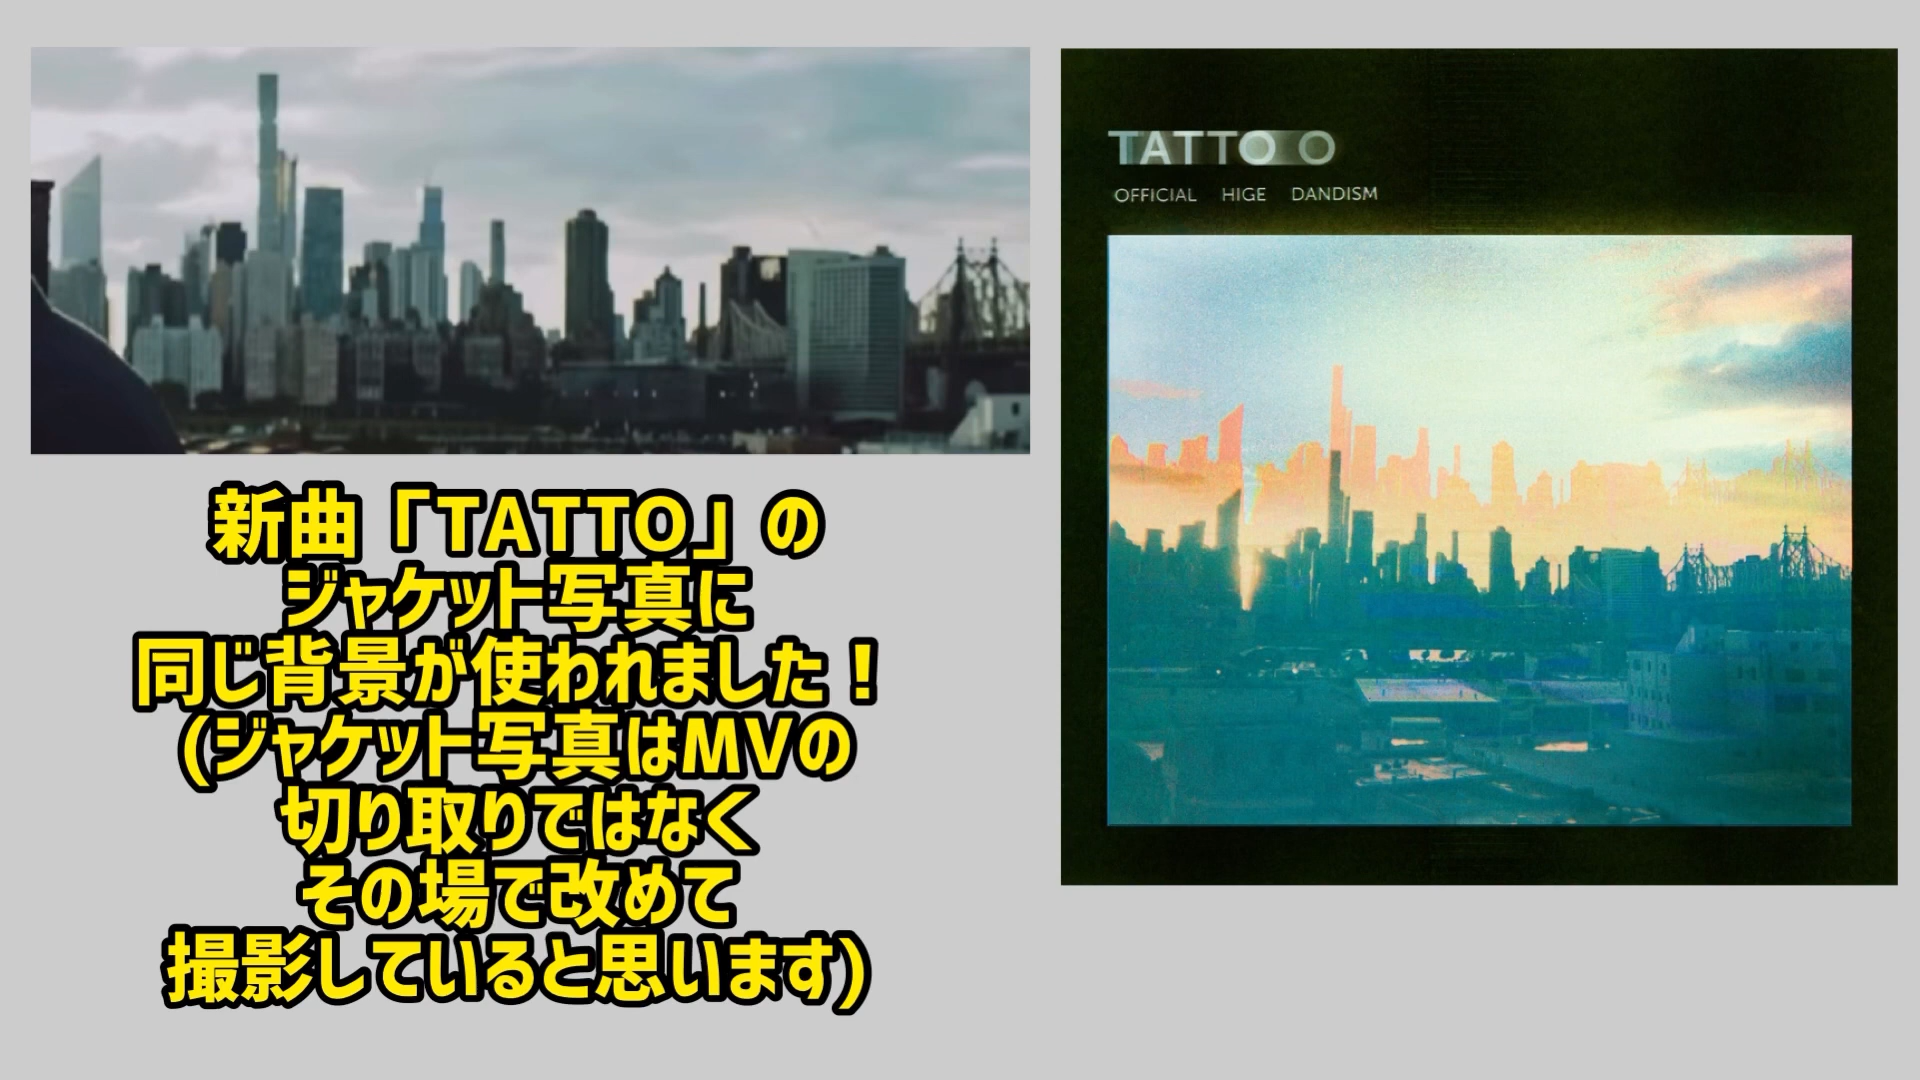 新曲「TATTO」の
ジャケット写真に
同じ背景が使われました！
(ジャケット写真はMVの
切り取りではなく
その場で改めて
撮影していると思います)
TATTOO
OFFICIAL HIGE DANDISM